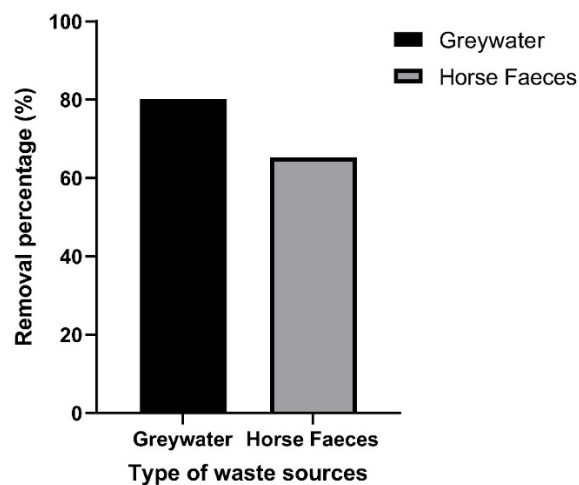 Greywater
Horse Faeces
Removal percentage (%)
100
80
60
40
20
0
Greywater Horse Faeces
Type of waste sources